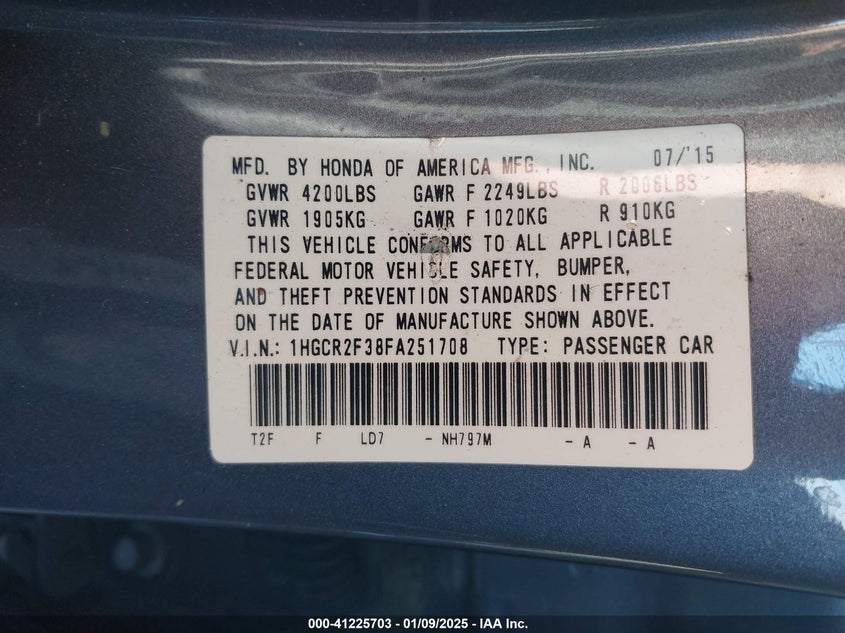 MFD. BY HONDA OF AMERICA MFG., INC. 07/'15
GVWR 4200LBS GAWR F 2249LBS R 2006LBS
GVWR 1905KG GAWR F 1020KG R 910KG
THIS VEHICLE CONFORMS TO ALL APPLICABLE
FEDERAL MOTOR VEHICLE SAFETY, BUMPER,
AND THEFT PREVENTION STANDARDS IN EFFECT
ON THE DATE OF MANUFACTURE SHOWN ABOVE.
V.I.N.: 1HGCR2F38FA251708 TYPE: PASSENGER CAR
T2F F LD7 - NH797M - A - A
000-41225703 - 01/09/2025 - IAA Inc.